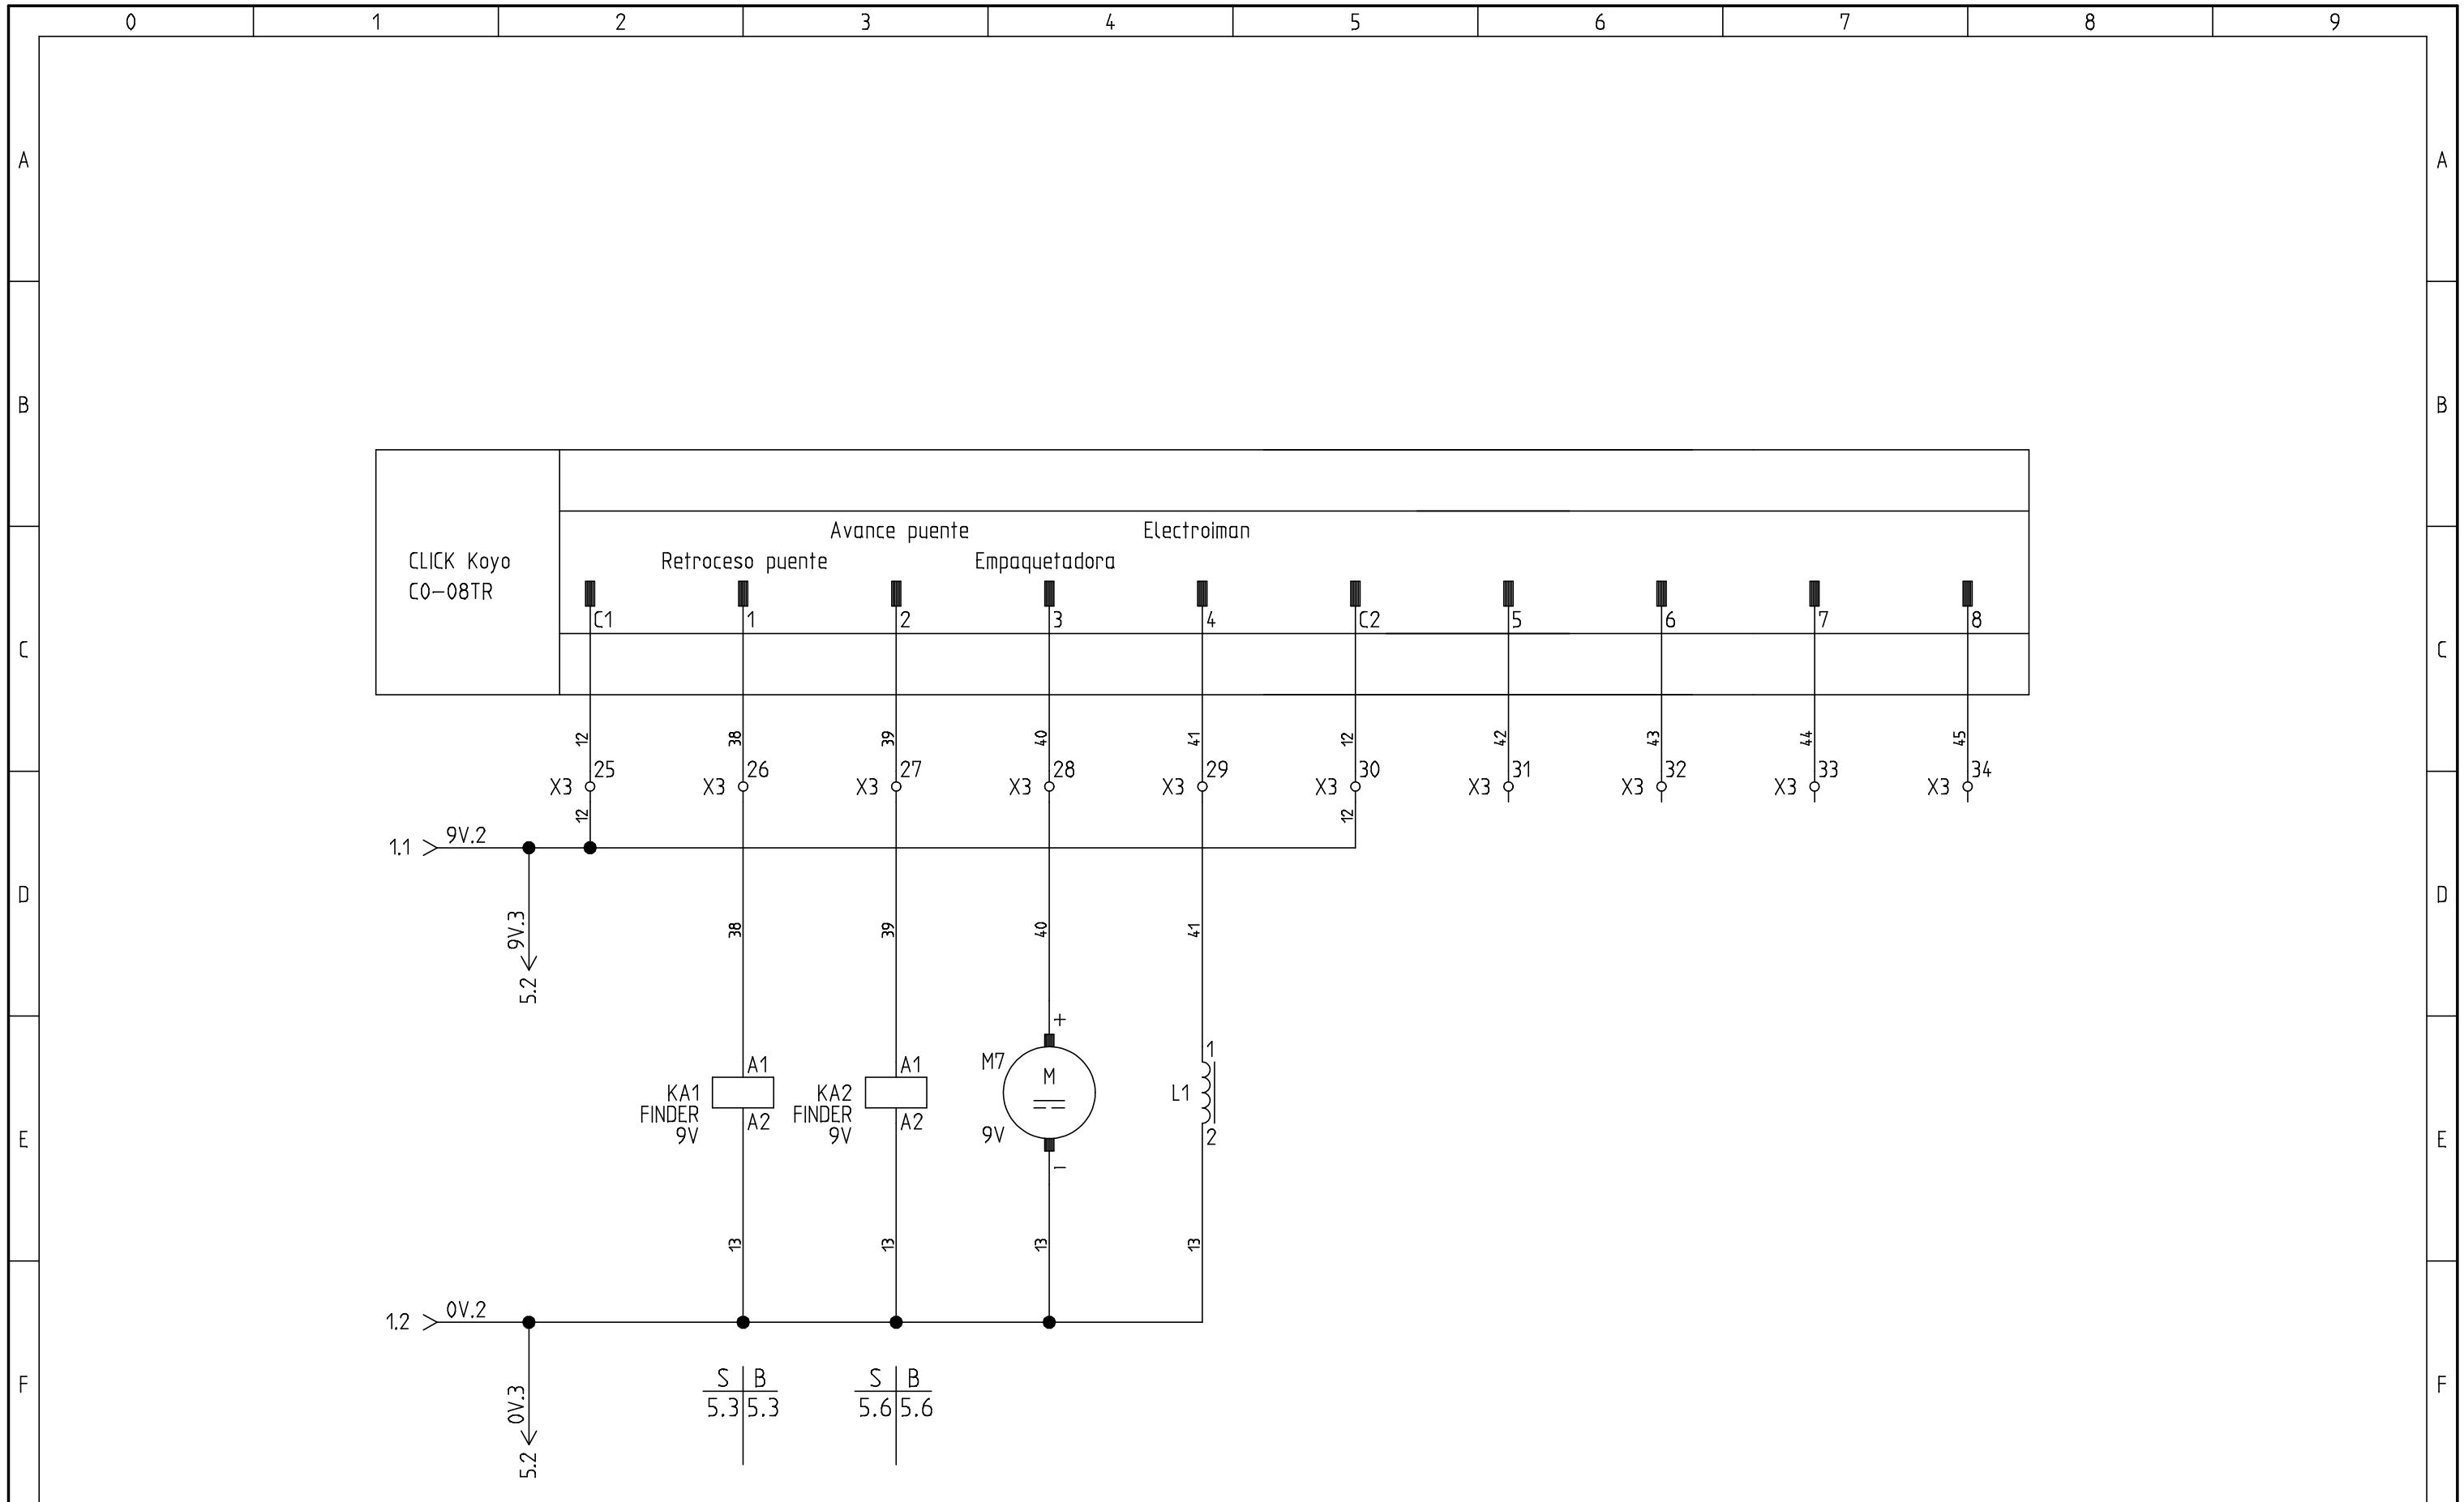 0 1 2 3 4 5 6 7 8 9
A A
B B
Avance puente Electroiman
CLICK Koyo Retroceso puente Empaquetadora
C0-08TR
C1 1 2 3 4 C2 5 6 7 8
C C
12 38 39 40 41 12 42 43 44 45
25 26 27 28 29 30 31 32 33 34
X3 X3 X3 X3 X3 X3 X3 X3 X3 X3
12 12
1.1 9V.2
D D
9V.3 38 39 40 41
5.2
+
M7 1
A1 A1 M
KA1 KA2 L1
FINDER FINDER
A2 A2
9V 9V 9V 2
E E
-
13 13 13 13
1.2 0V.2
S B S B
F F
0V.3 5.3 5.3 5.6 5.6
5.2